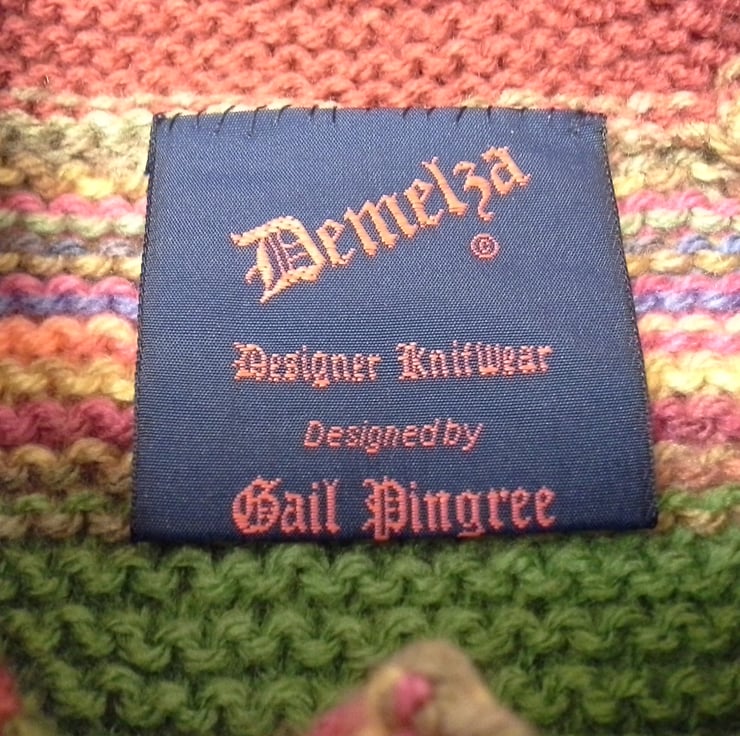 Demelza
©
Designer Knitwear
Designed by
Gail Pingree